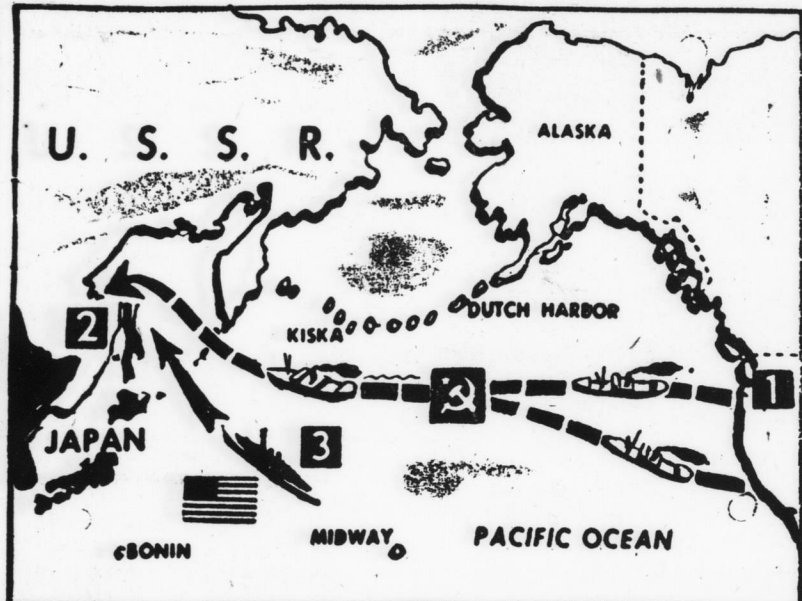 U. S. S. R.
ALASKA
DUTCH HARBOR
KISKA
2
1
JAPAN
3
BONIN
MIDWAY
PACIFIC OCEAN